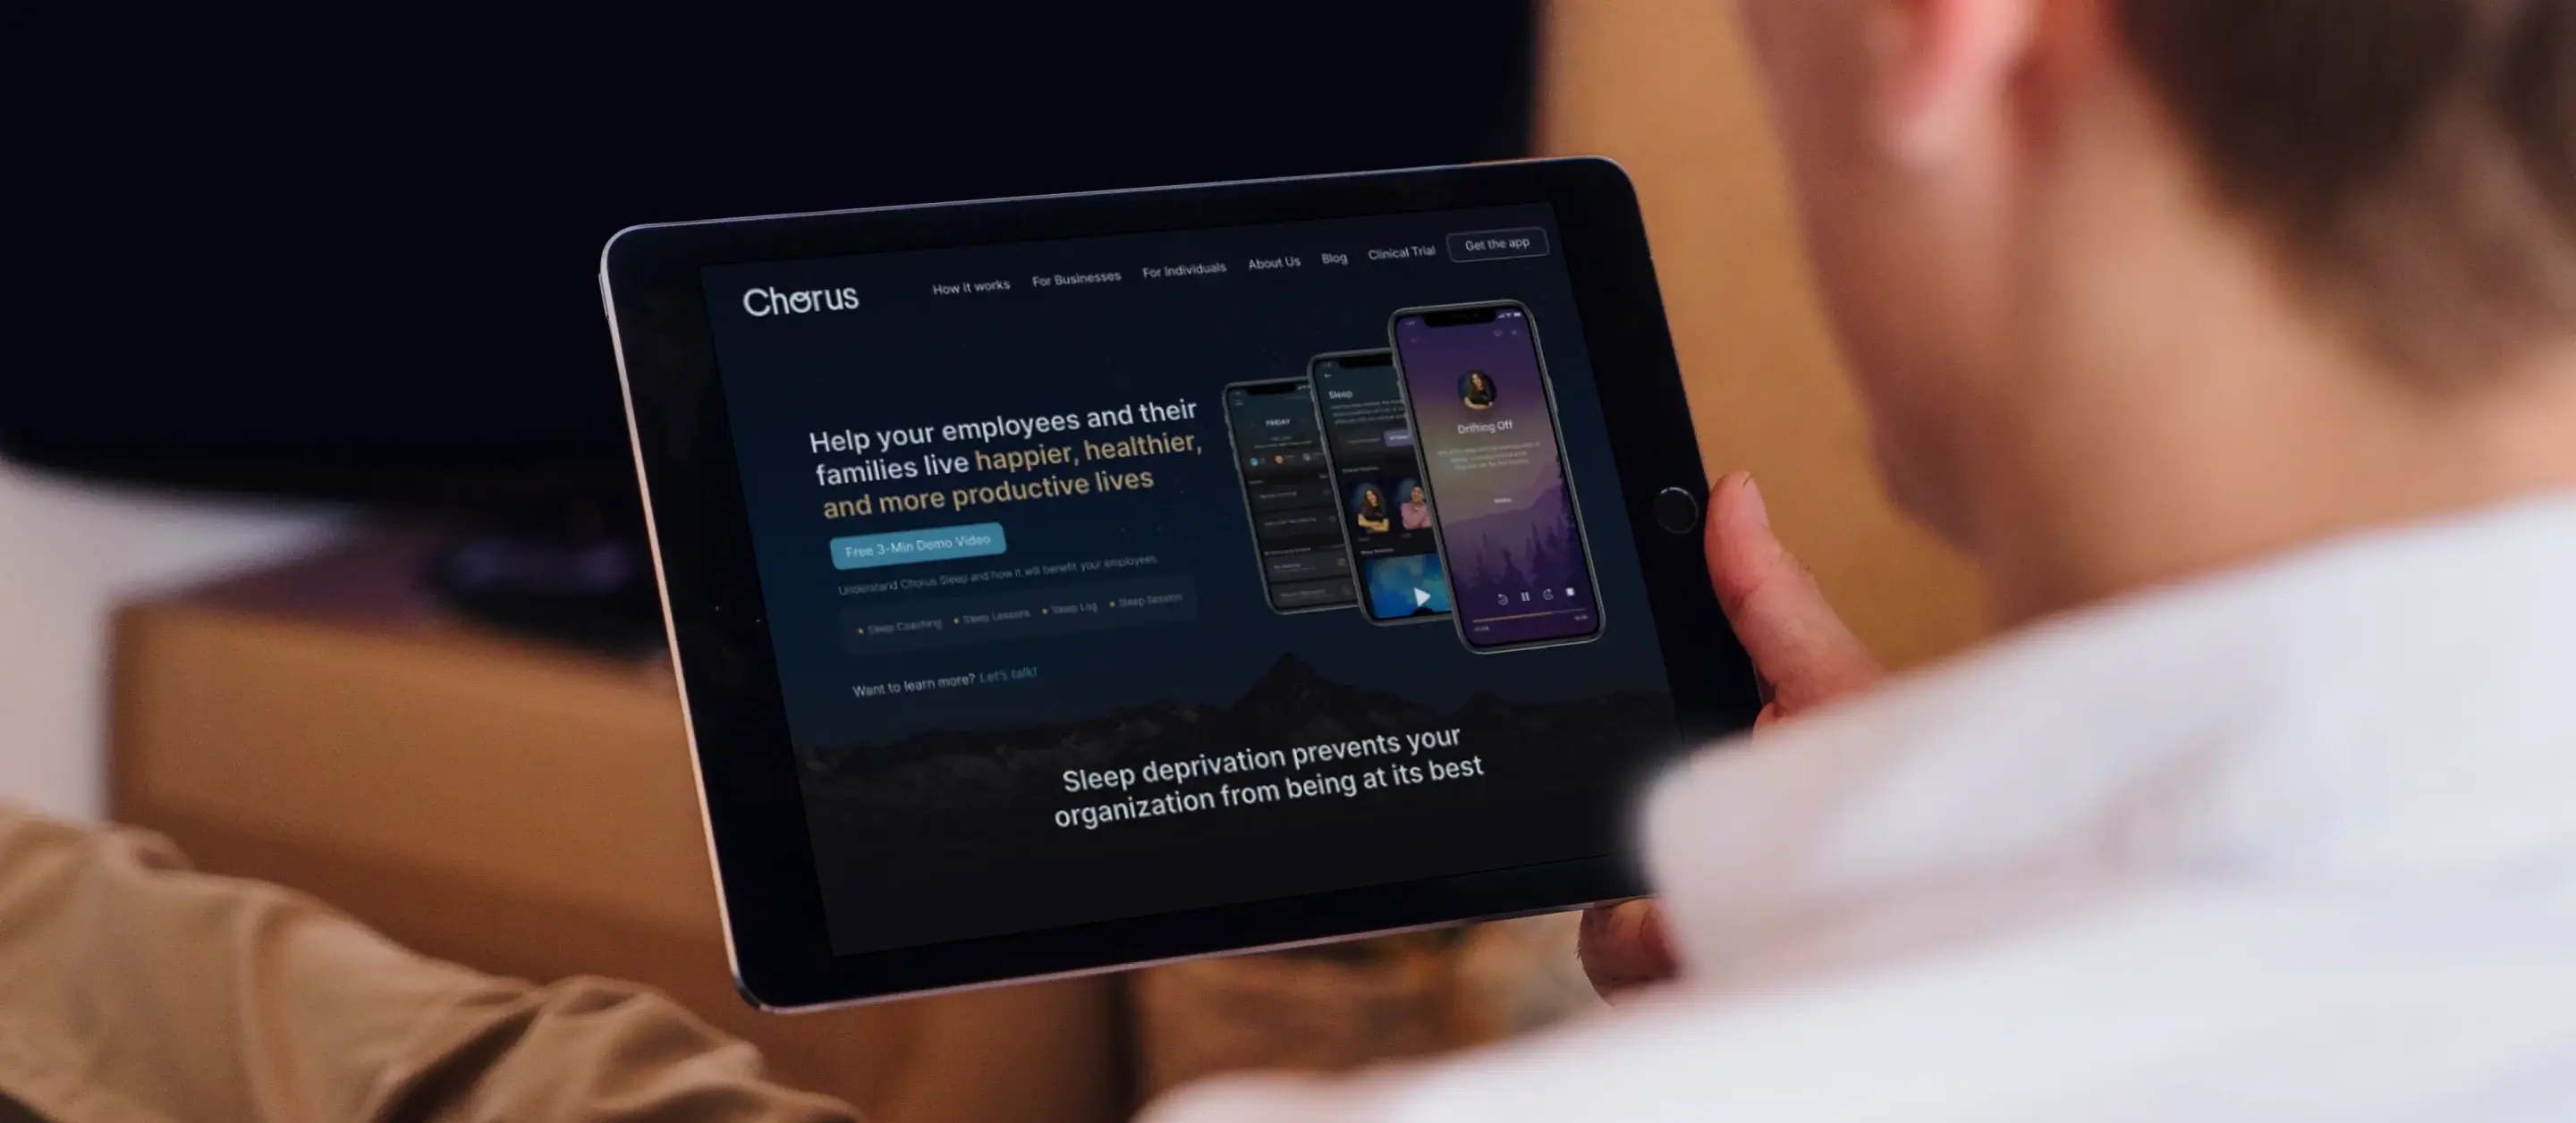 Chorus
How it works
For Businesses
For Individuals
About Us
Blog
Clinical Trial
Get the app
Help your employees and their
families live happier, healthier,
and more productive lives
Free 3-Min Demo Video
Understand Chorus Sleep and how it will benefit your employees
Sleep Coaching
Sleep Lessons
Sleep Log
Sleep Session
Want to learn more? Let's talk!
FRIDAY
Sleep
Drifting Off
Sleep deprivation prevents your
organization from being at its best